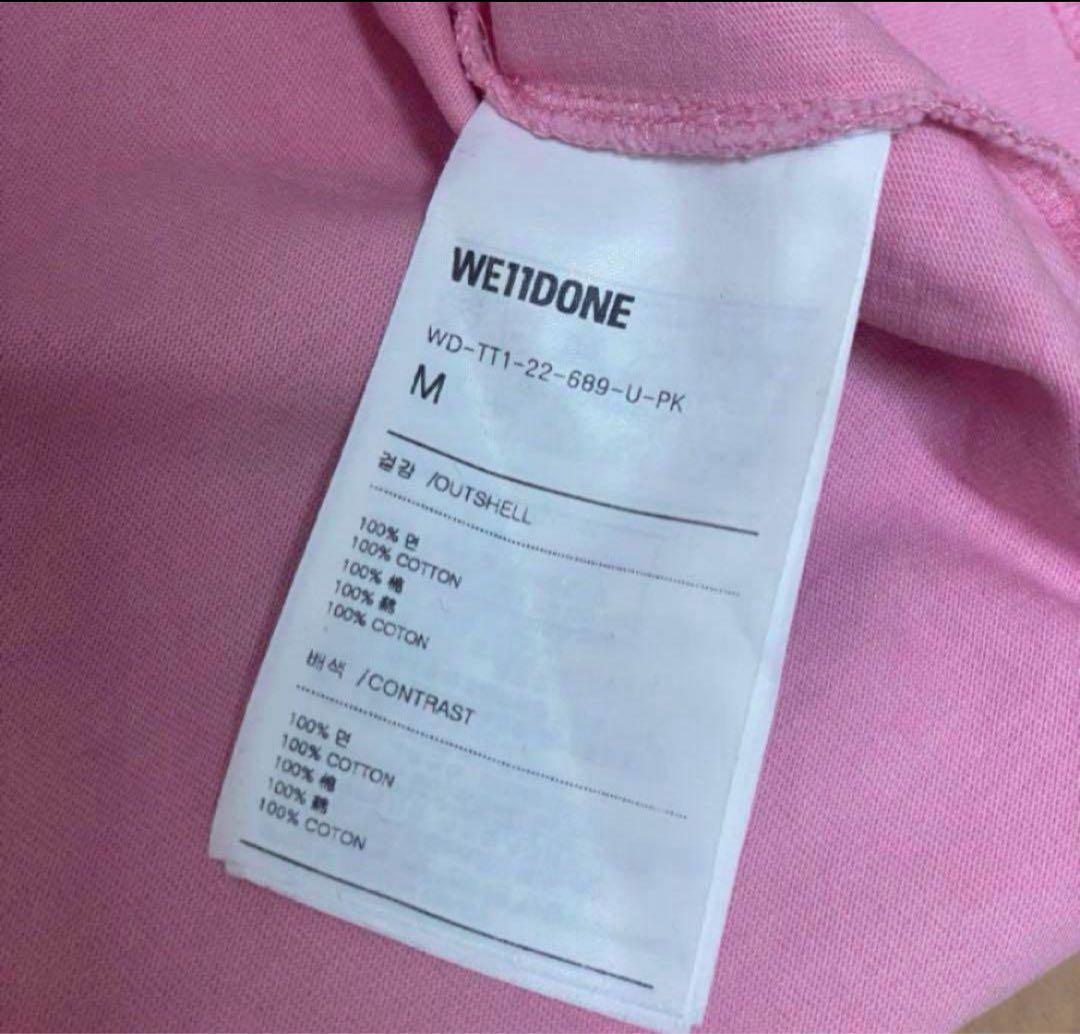 WE11DONE
WD-TT1-22-689-U-PK
M
겉감 /OUTSHELL
100% 면
100% COTTON
100% 棉
100% 綿
100% COTON
배색 /CONTRAST
100% 면
100% COTTON
100% 棉
100% 綿
100% COTON